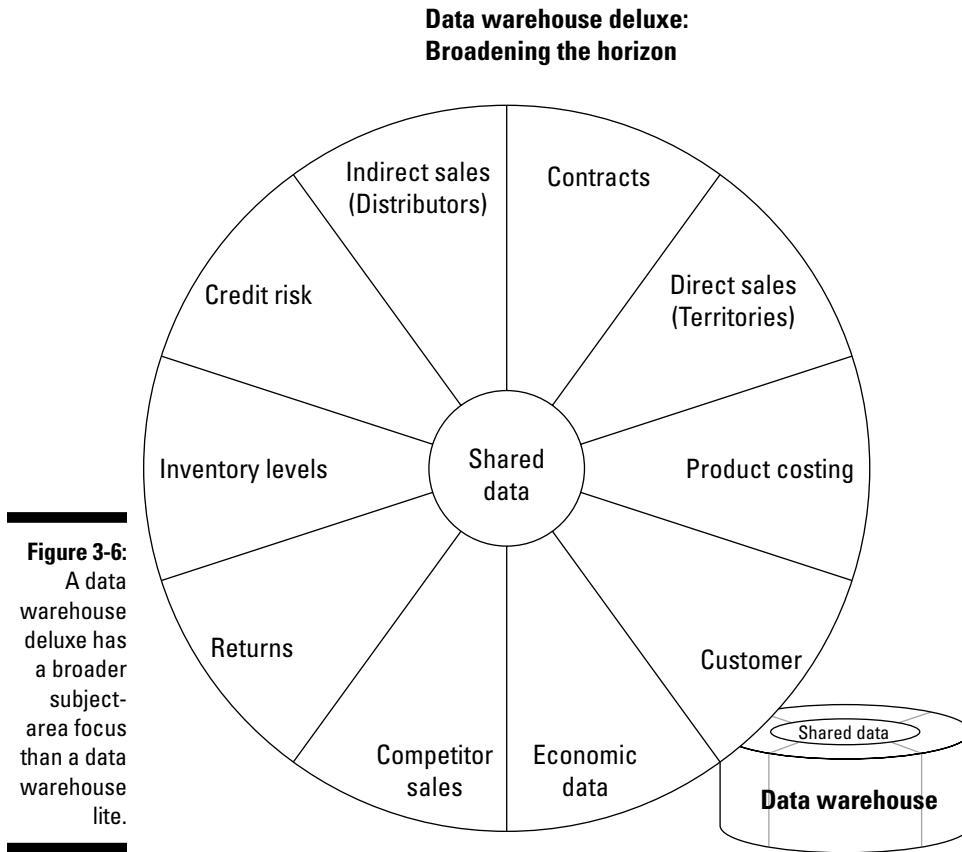 Data warehouse deluxe:
Broadening the horizon
Indirect sales
(Distributors)
Contracts
Credit risk
Direct sales
(Territories)
Inventory levels
Shared
data
Product costing
Returns
Customer
Competitor
sales
Economic
data
Shared data
Data warehouse
Figure 3-6:
A data
warehouse
deluxe has
a broader
subject-
area focus
than a data
warehouse
lite.